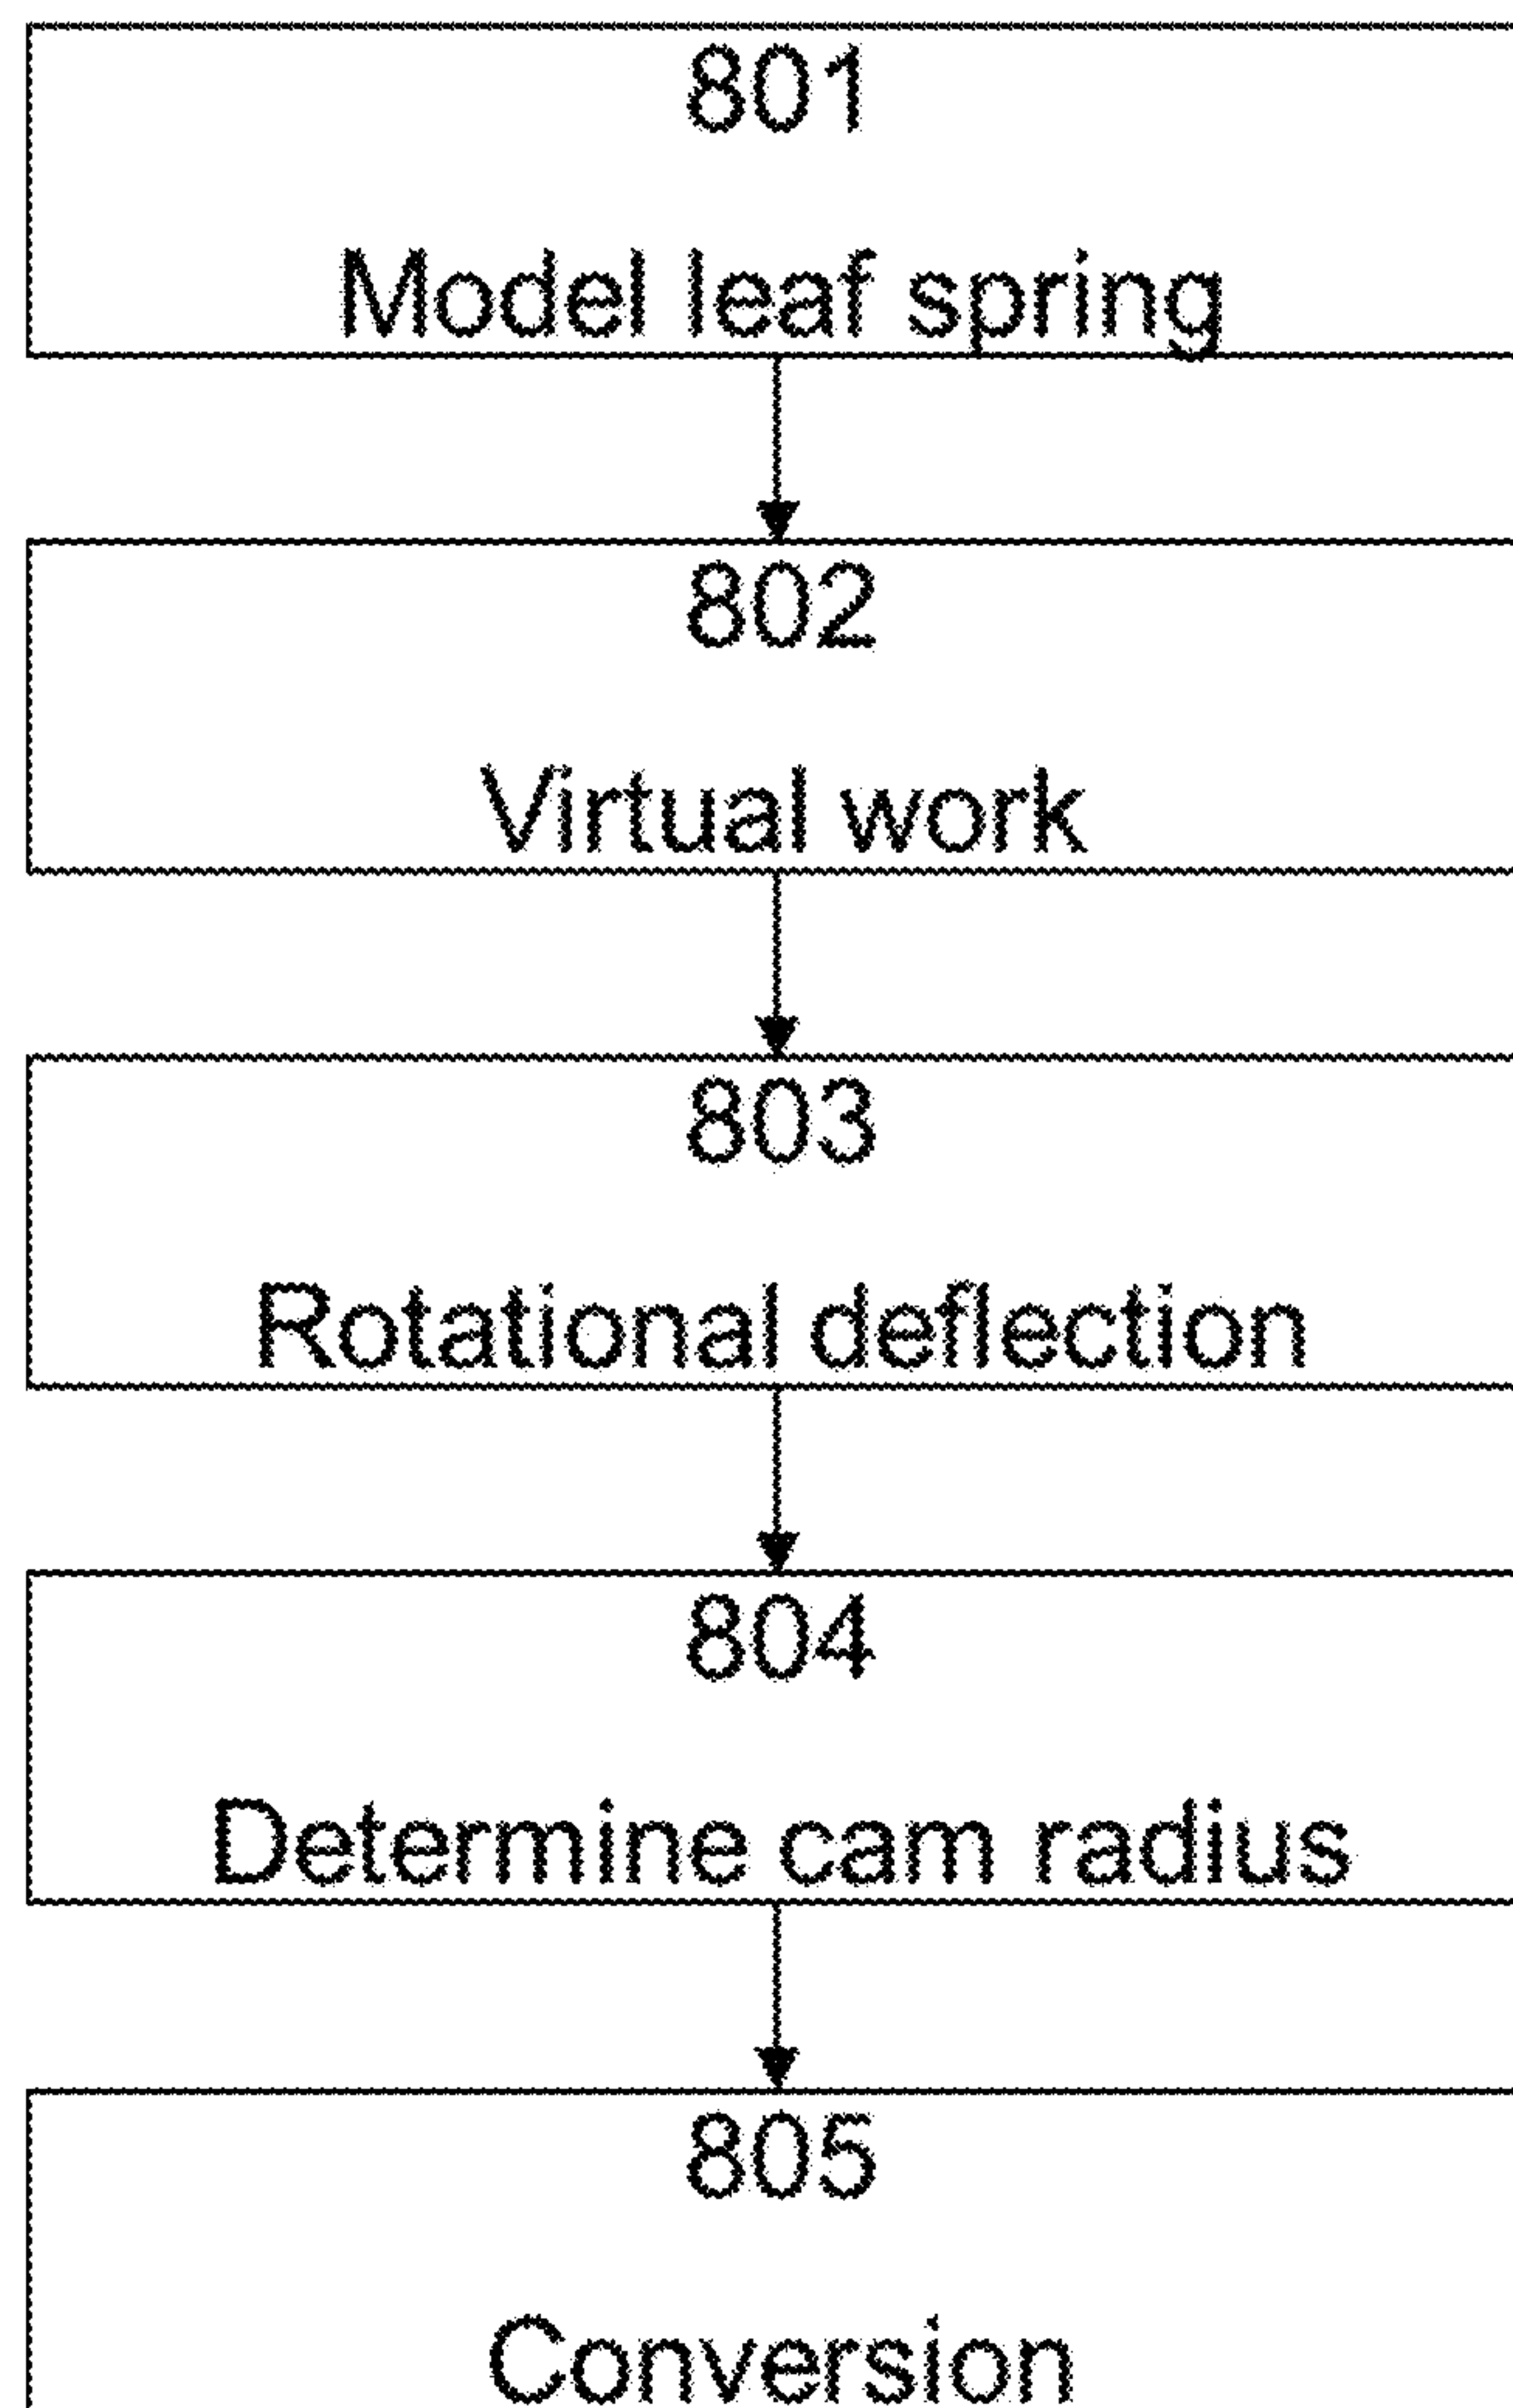 801
Model leaf spring
802
Virtual work
803
Rotational deflection
804
Determine cam radius
805
Conversion